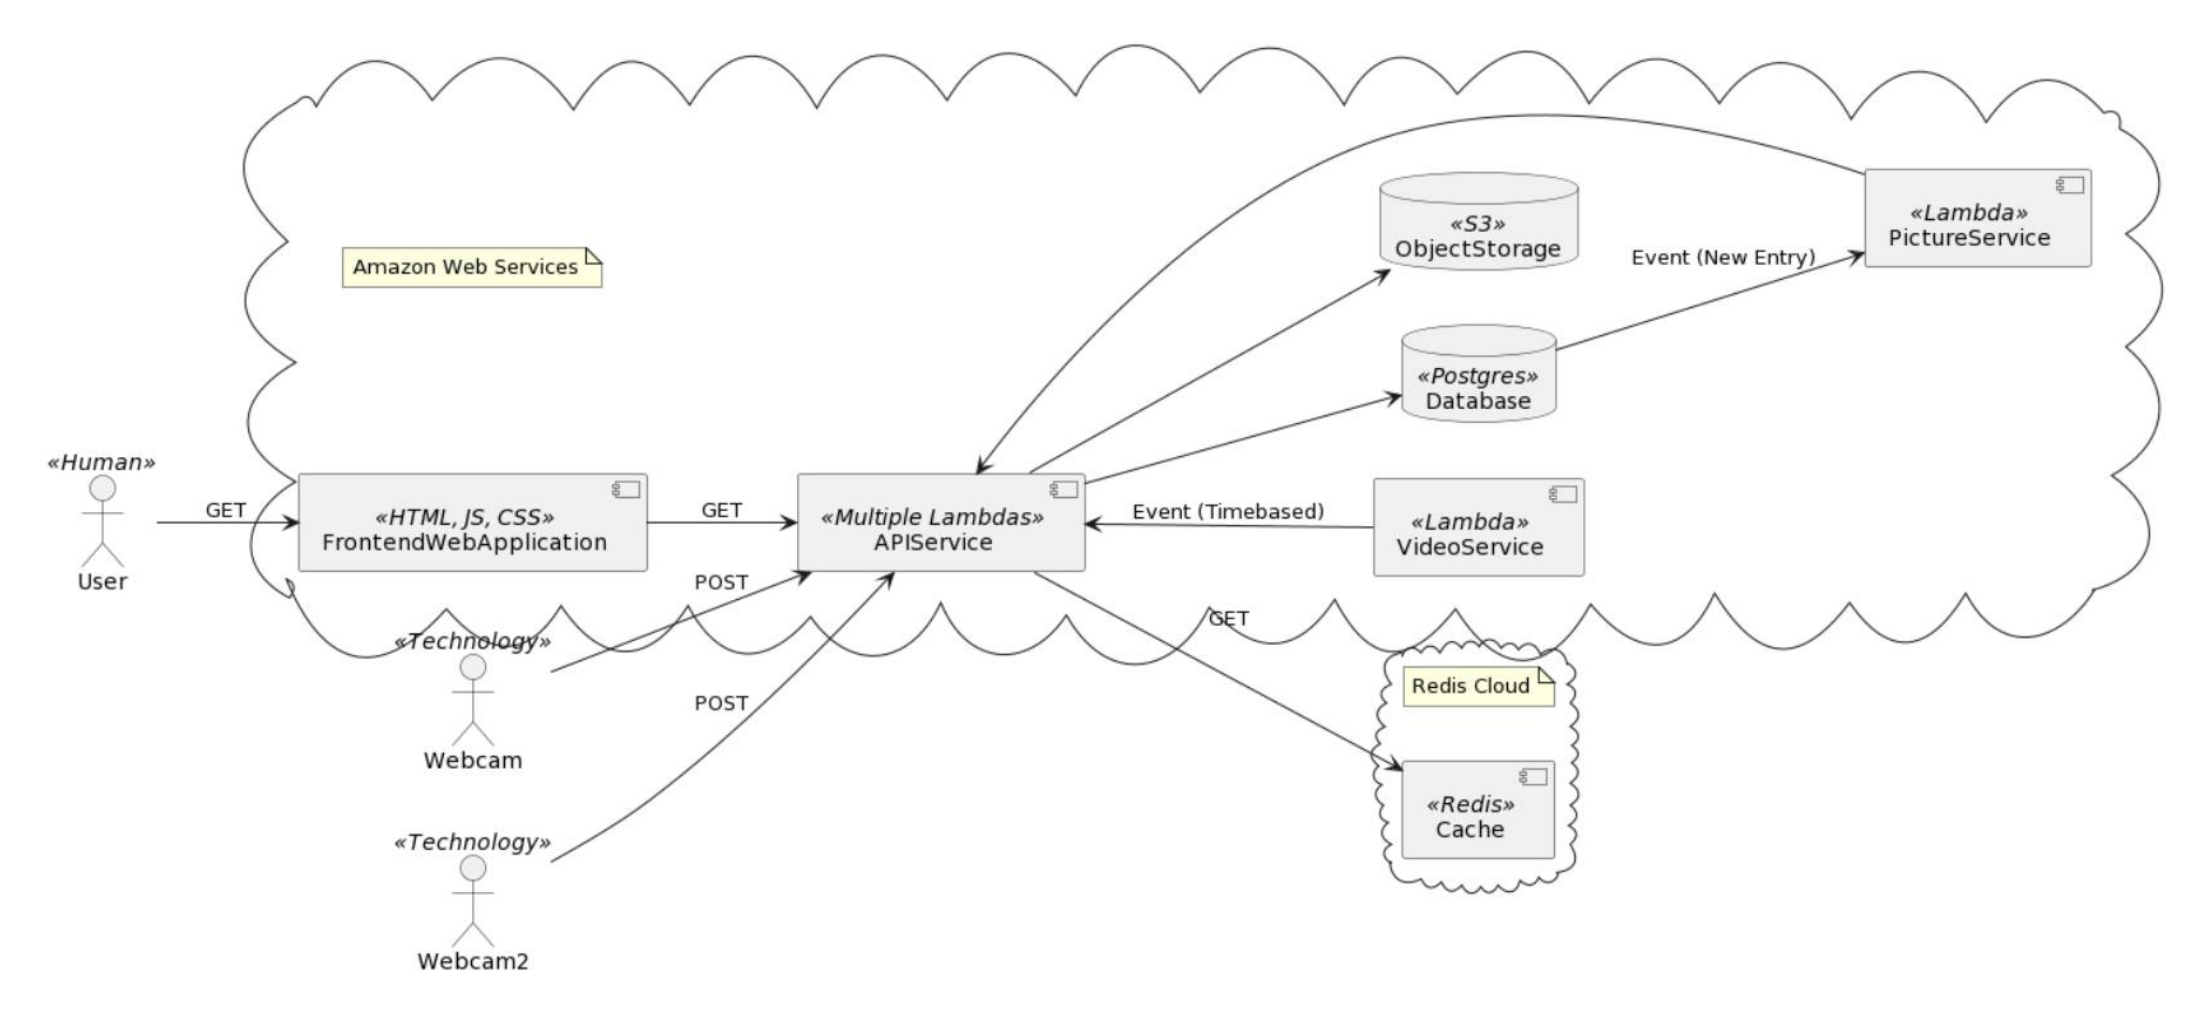 «S3»
ObjectStorage
«Lambda»
PictureService
Amazon Web Services
Event (New Entry)
«Postgres»
Database
«Human»
User
GET
«HTML, JS, CSS»
FrontendWebApplication
GET
«Multiple Lambdas»
APIService
Event (Timebased)
«Lambda»
VideoService
POST
GET
«Technology»
Webcam
POST
Redis Cloud
«Redis»
Cache
«Technology»
Webcam2